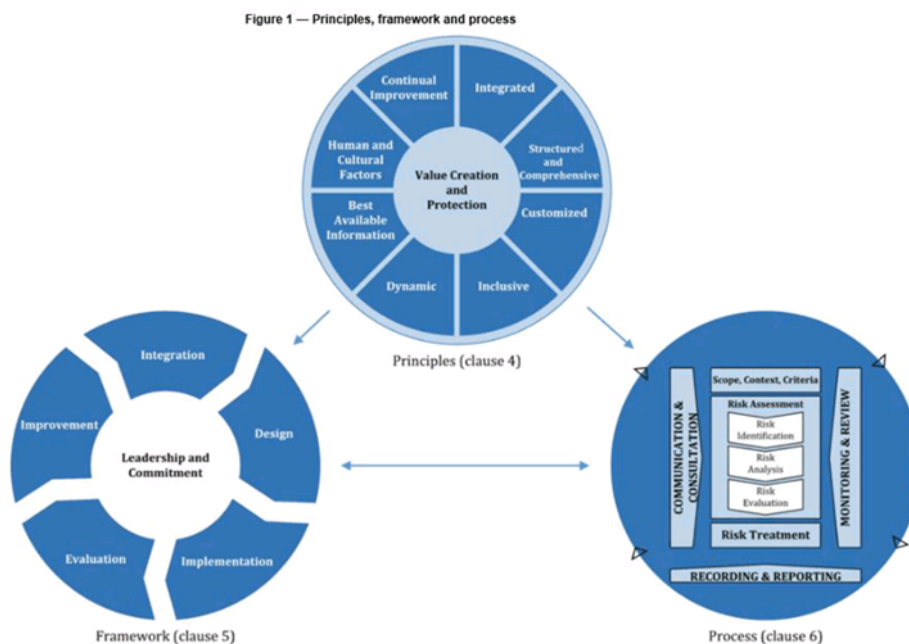 Figure 1 — Principles, framework and process
Continual
Improvement
Integrated
Structured
and
Comprehensive
Customized
Inclusive
Dynamic
Best
Available
Information
Human and
Cultural
Factors
Value Creation
and
Protection
Principles (clause 4)
Integration
Design
Implementation
Evaluation
Improvement
Leadership and
Commitment
Framework (clause 5)
Scope, Context, Criteria
Risk Assessment
Risk
Identification
Risk
Analysis
Risk
Evaluation
Risk Treatment
COMMUNICATION &
CONSULTATION
MONITORING & REVIEW
RECORDING & REPORTING
Process (clause 6)